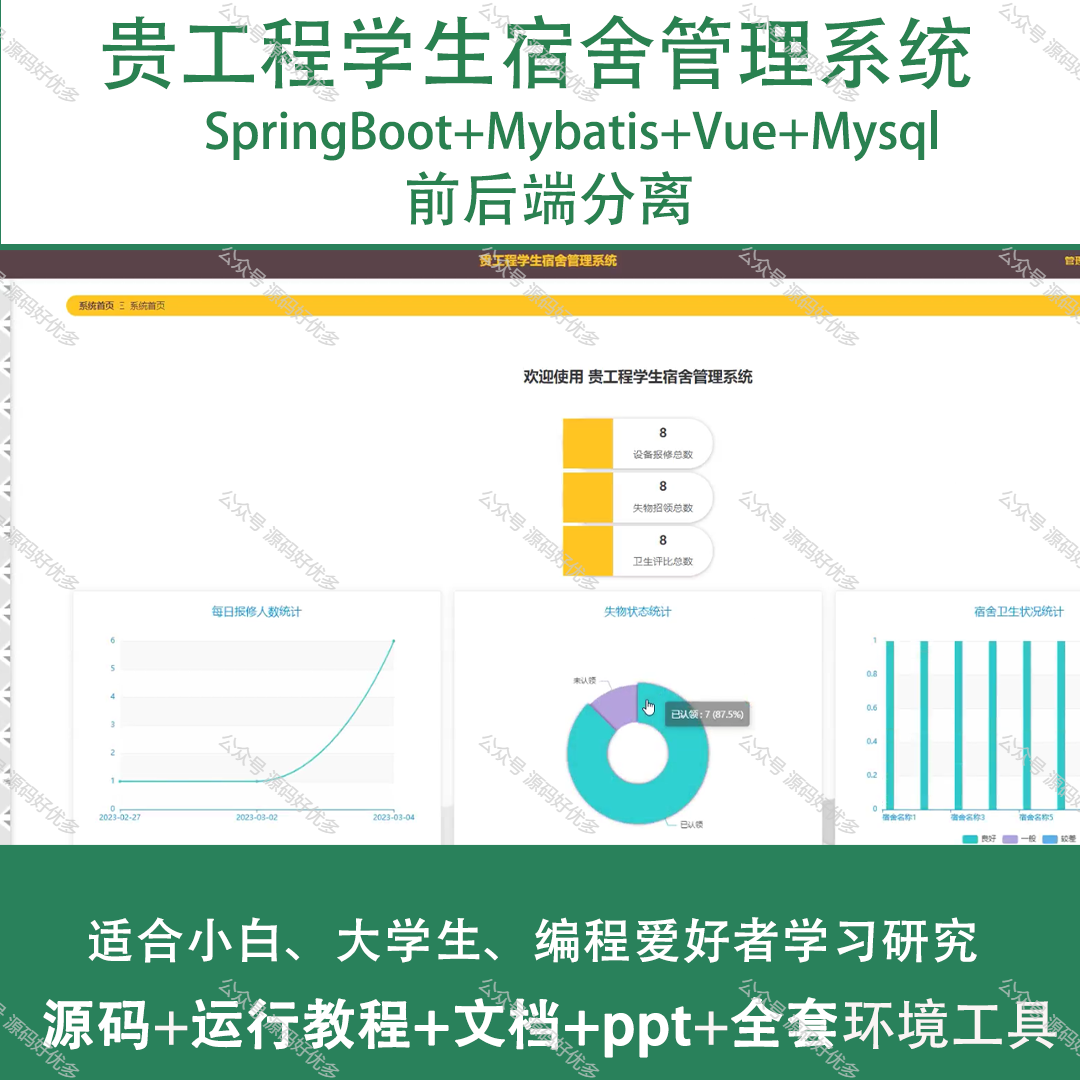 贵工程学生宿舍管理系统
SpringBoot+Mybatis+Vue+Mysql
前后端分离
贵工程学生宿舍管理系统
系统首页 Ξ 系统首页
欢迎使用 贵工程学生宿舍管理系统
8
设备报修总数
8
失物招领总数
8
卫生评比总数
每日报修人数统计
6
5
4
3
2
1
0
2023-02-27 2023-03-02 2023-03-04
失物状态统计
未认领
已认领 : 7 (87.5%)
已认领
宿舍卫生状况统计
1
0.8
0.6
0.4
0.2
0
宿舍名称1 宿舍名称3 宿舍名称5
良好 一般 较差
适合小白、大学生、编程爱好者学习研究
源码+运行教程+文档+ppt+全套环境工具
公众号 源码好优多